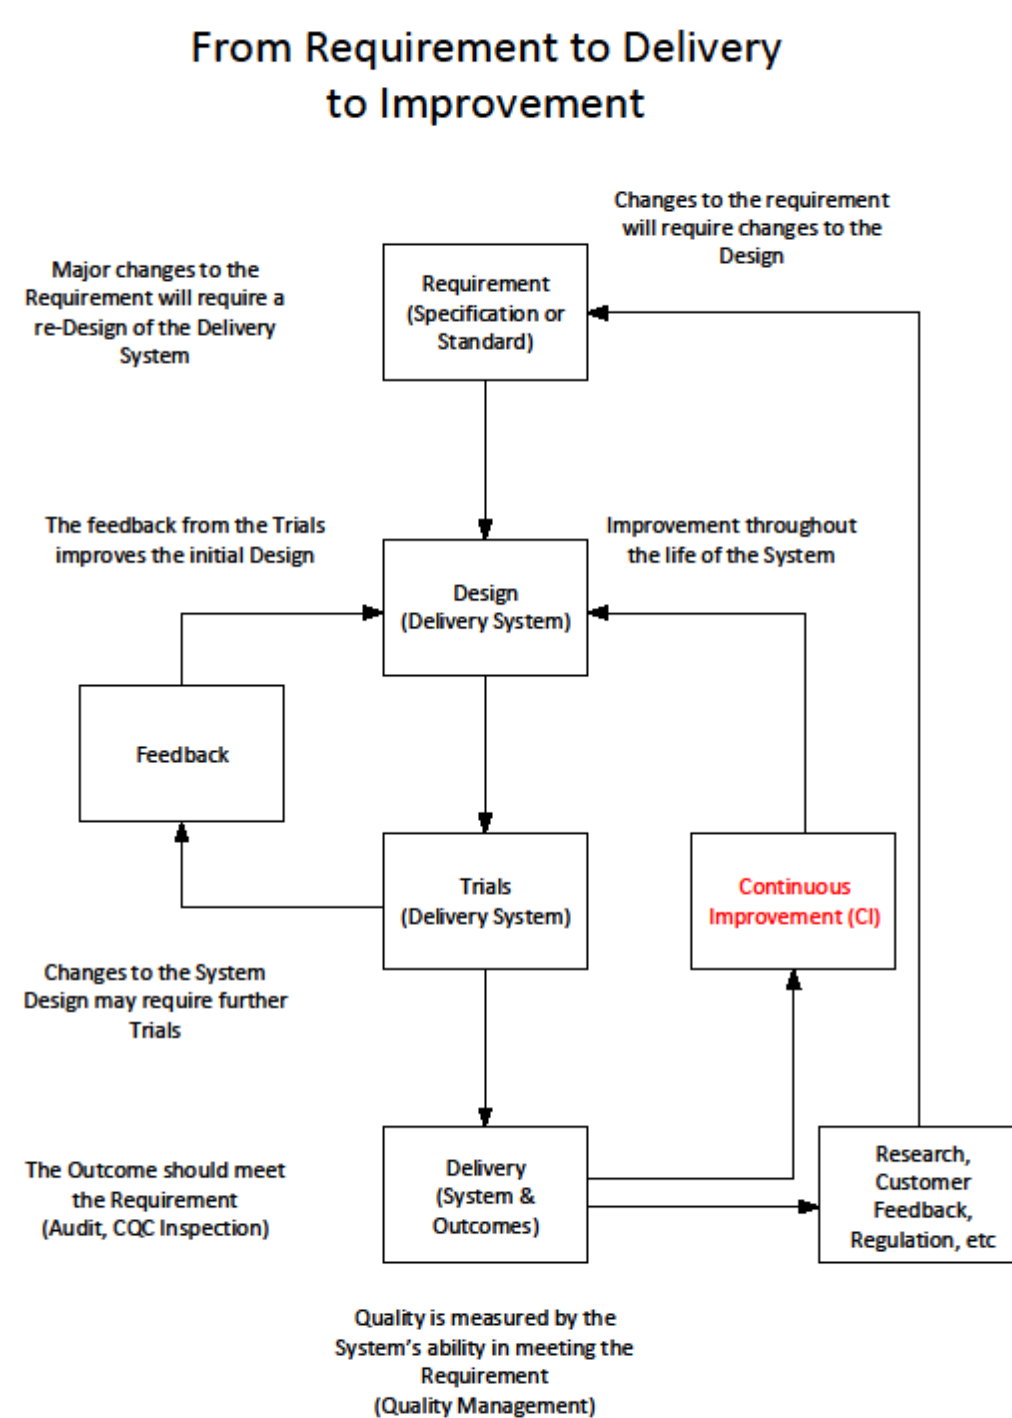 From Requirement to Delivery
to Improvement
Changes to the requirement
will require changes to the
Design
Major changes to the
Requirement will require a
re-Design of the Delivery
System
Requirement
(Specification or
Standard)
The feedback from the Trials
improves the initial Design
Improvement throughout
the life of the System
Design
(Delivery System)
Feedback
Trials
(Delivery System)
Continuous
Improvement (CI)
Changes to the System
Design may require further
Trials
The Outcome should meet
the Requirement
(Audit, CQC Inspection)
Delivery
(System &
Outcomes)
Research,
Customer
Feedback,
Regulation, etc
Quality is measured by the
System's ability in meeting the
Requirement
(Quality Management)